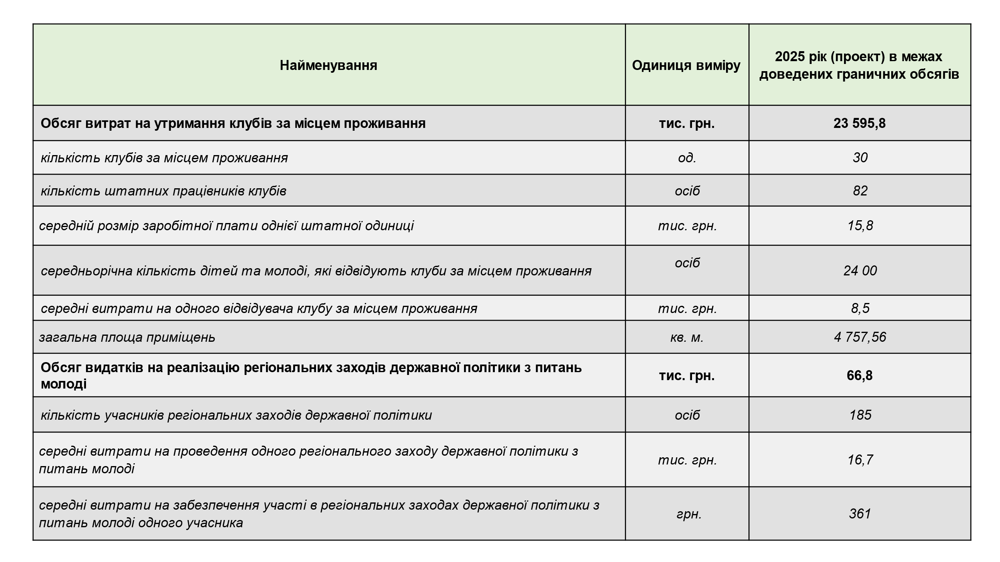 Найменування
Одиниця виміру
2025 рік (проект) в межах
доведених граничних обсягів
Обсяг витрат на утримання клубів за місцем проживання
тис. грн.
23 595,8
кількість клубів за місцем проживання
од.
30
кількість штатних працівників клубів
осіб
82
середній розмір заробітної плати однієї штатної одиниці
тис. грн.
15,8
середньорічна кількість дітей та молоді, які відвідують клуби за місцем проживання
осіб
24 00
середні витрати на одного відвідувача клубу за місцем проживання
тис. грн.
8,5
загальна площа приміщень
кв. м.
4 757,56
Обсяг видатків на реалізацію регіональних заходів державної політики з питань
молоді
тис. грн.
66,8
кількість учасників регіональних заходів державної політики
осіб
185
середні витрати на проведення одного регіонального заходу державної політики з
питань молоді
тис. грн.
16,7
середні витрати на забезпечення участі в регіональних заходах державної політики з
питань молоді одного учасника
грн.
361